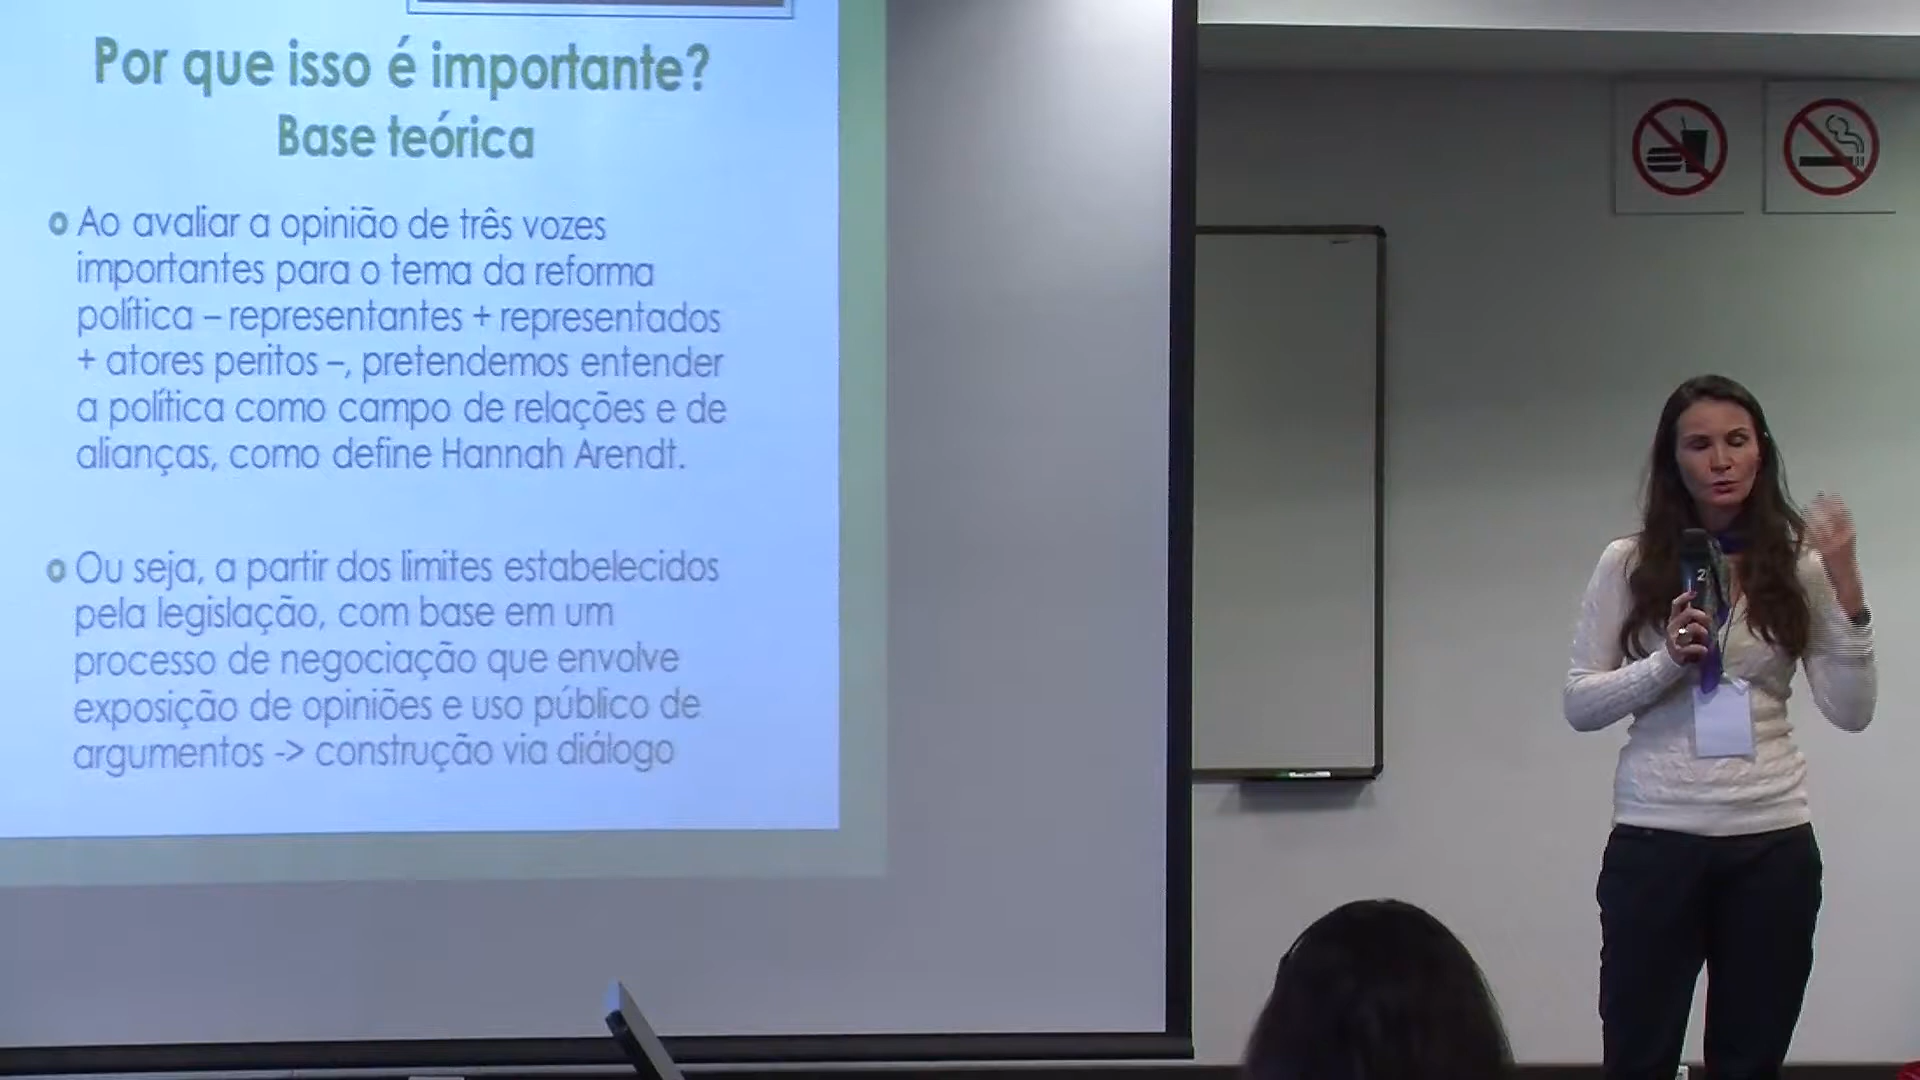 Por que isso é importante?
Base teórica
Ao avaliar a opinião de três vozes
importantes para o tema da reforma
política – representantes + representados
+ atores peritos –, pretendemos entender
a política como campo de relações e de
alianças, como define Hannah Arendt.
Ou seja, a partir dos limites estabelecidos
pela legislação, com base em um
processo de negociação que envolve
exposição de opiniões e uso público de
argumentos -> construção via diálogo
2